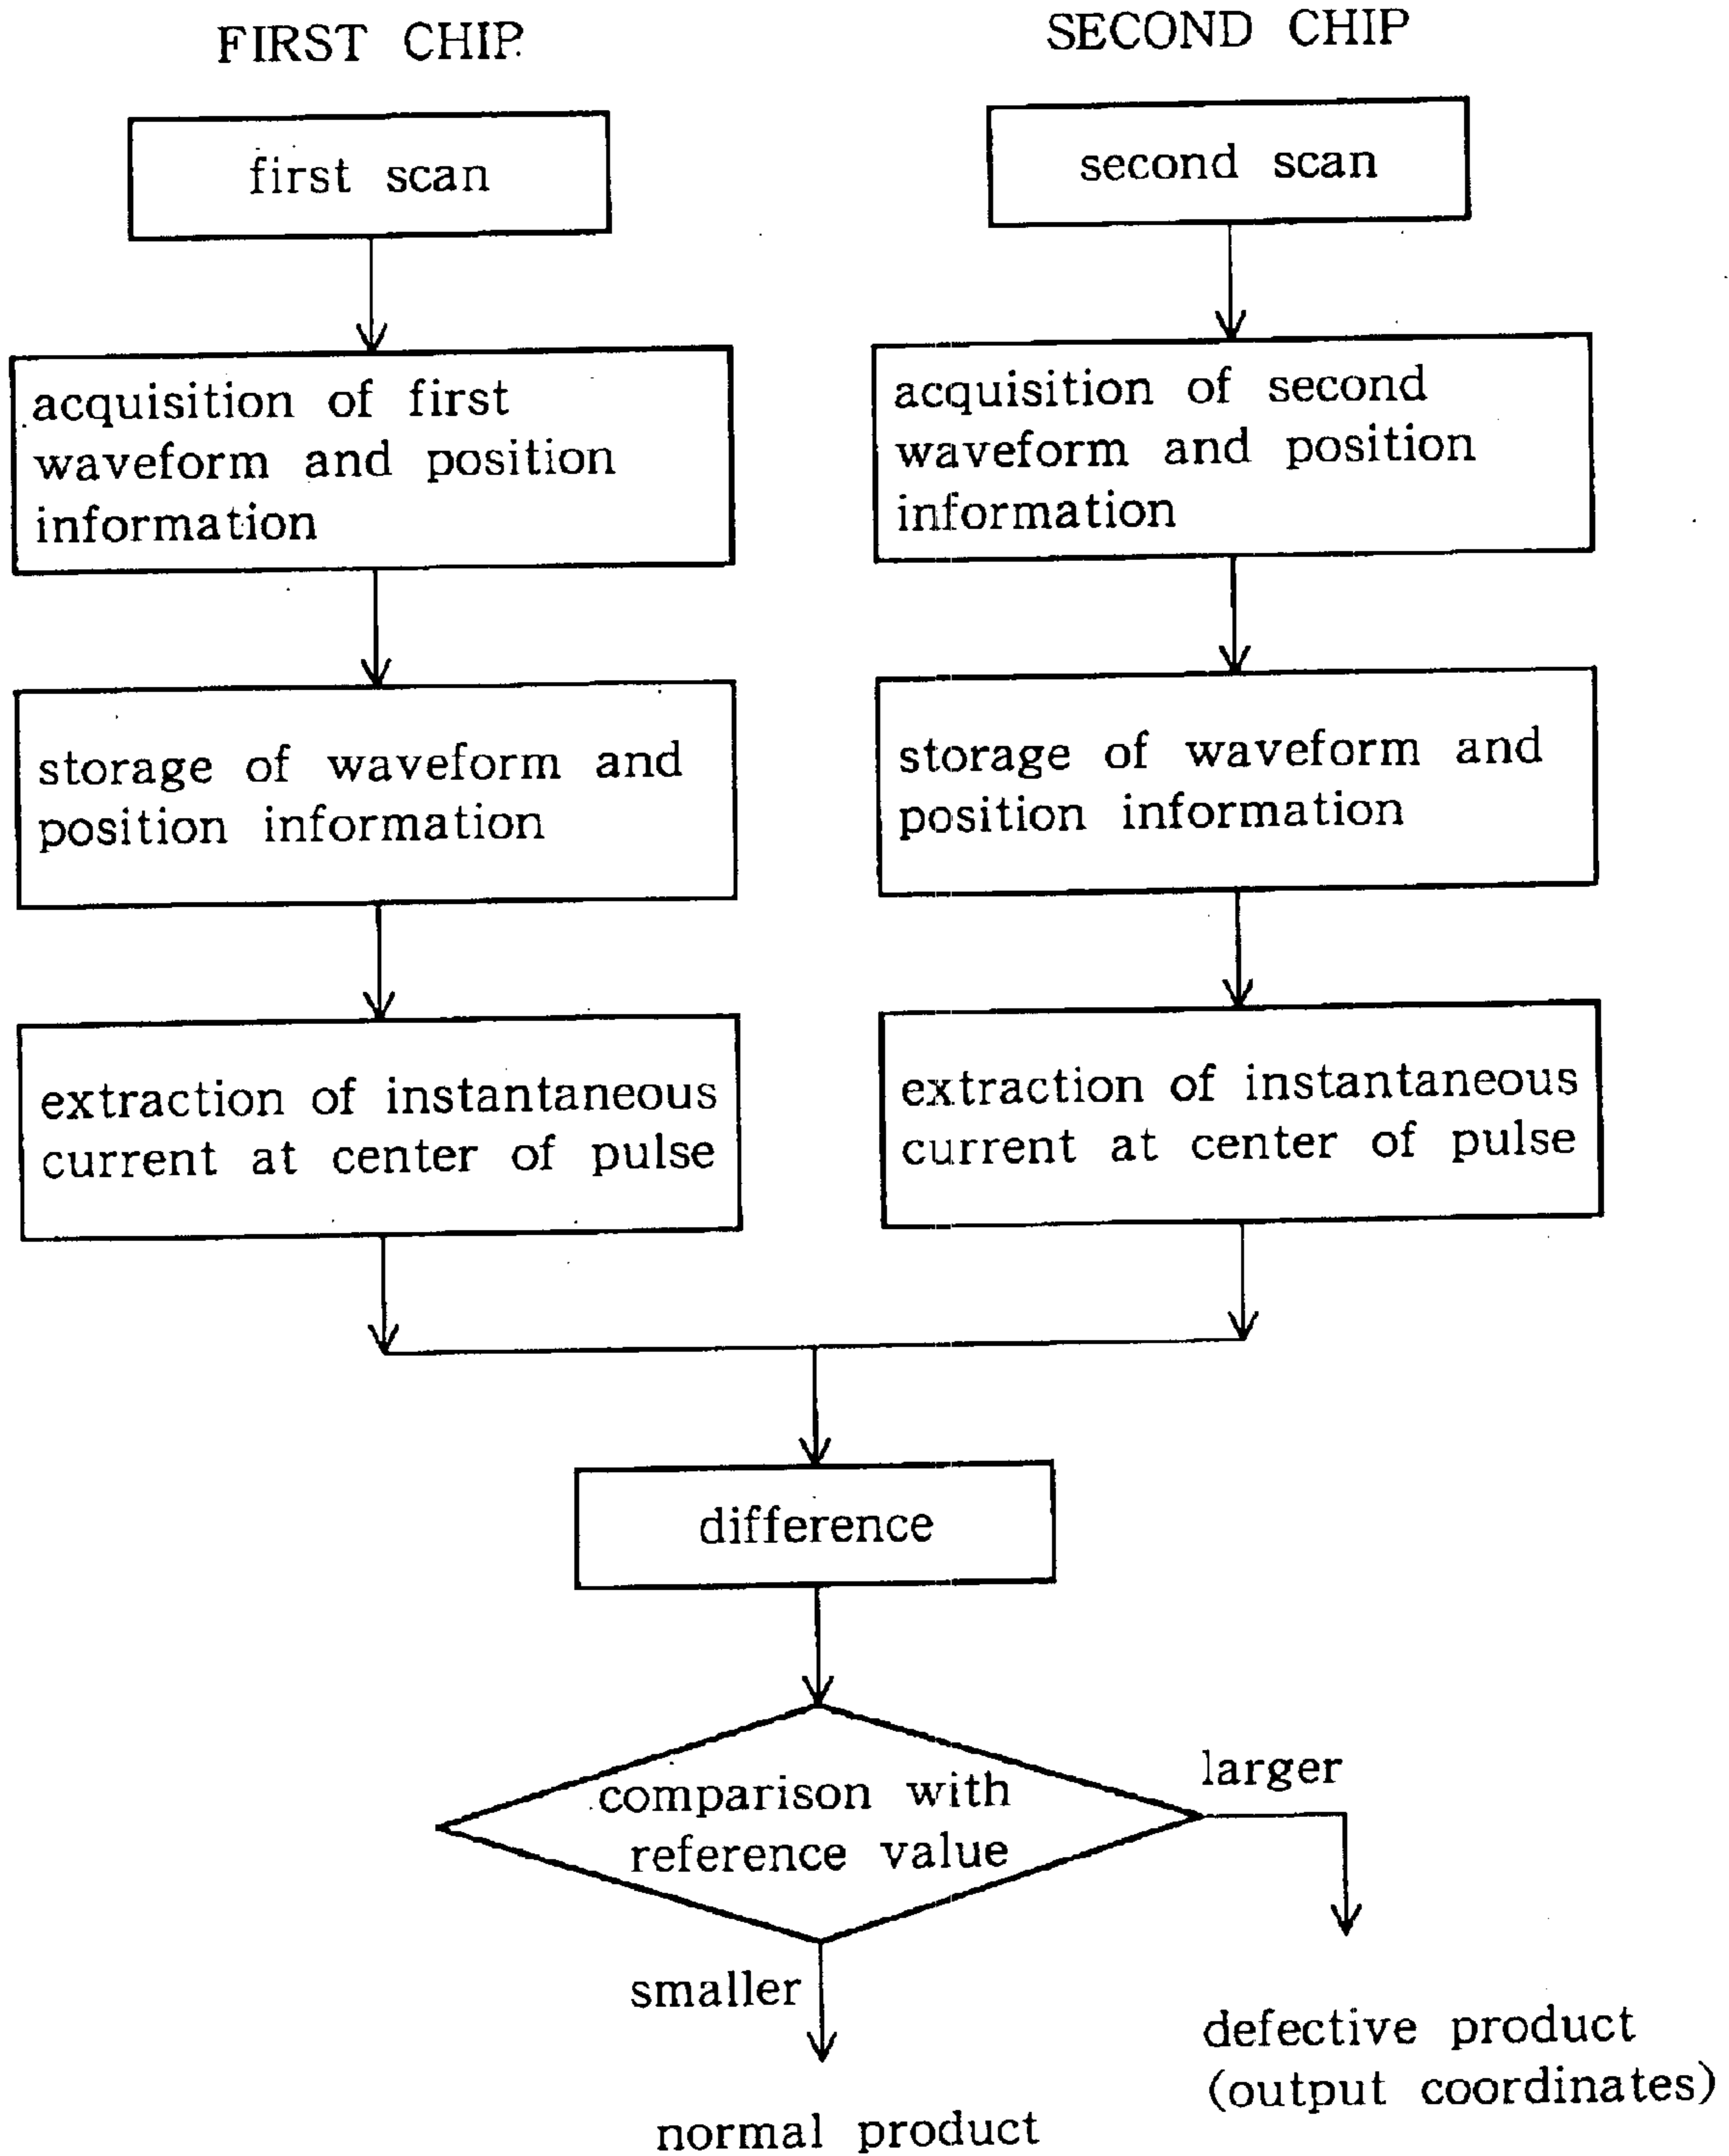 FIRST CHIP
SECOND CHIP
first scan
second scan
acquisition of first
waveform and position
information
acquisition of second
waveform and position
information
storage of waveform and
position information
storage of waveform and
position information
extraction of instantaneous
current at center of pulse
extraction of instantaneous
current at center of pulse
difference
comparison with
reference value
larger
smaller
defective product
(output coordinates)
normal product